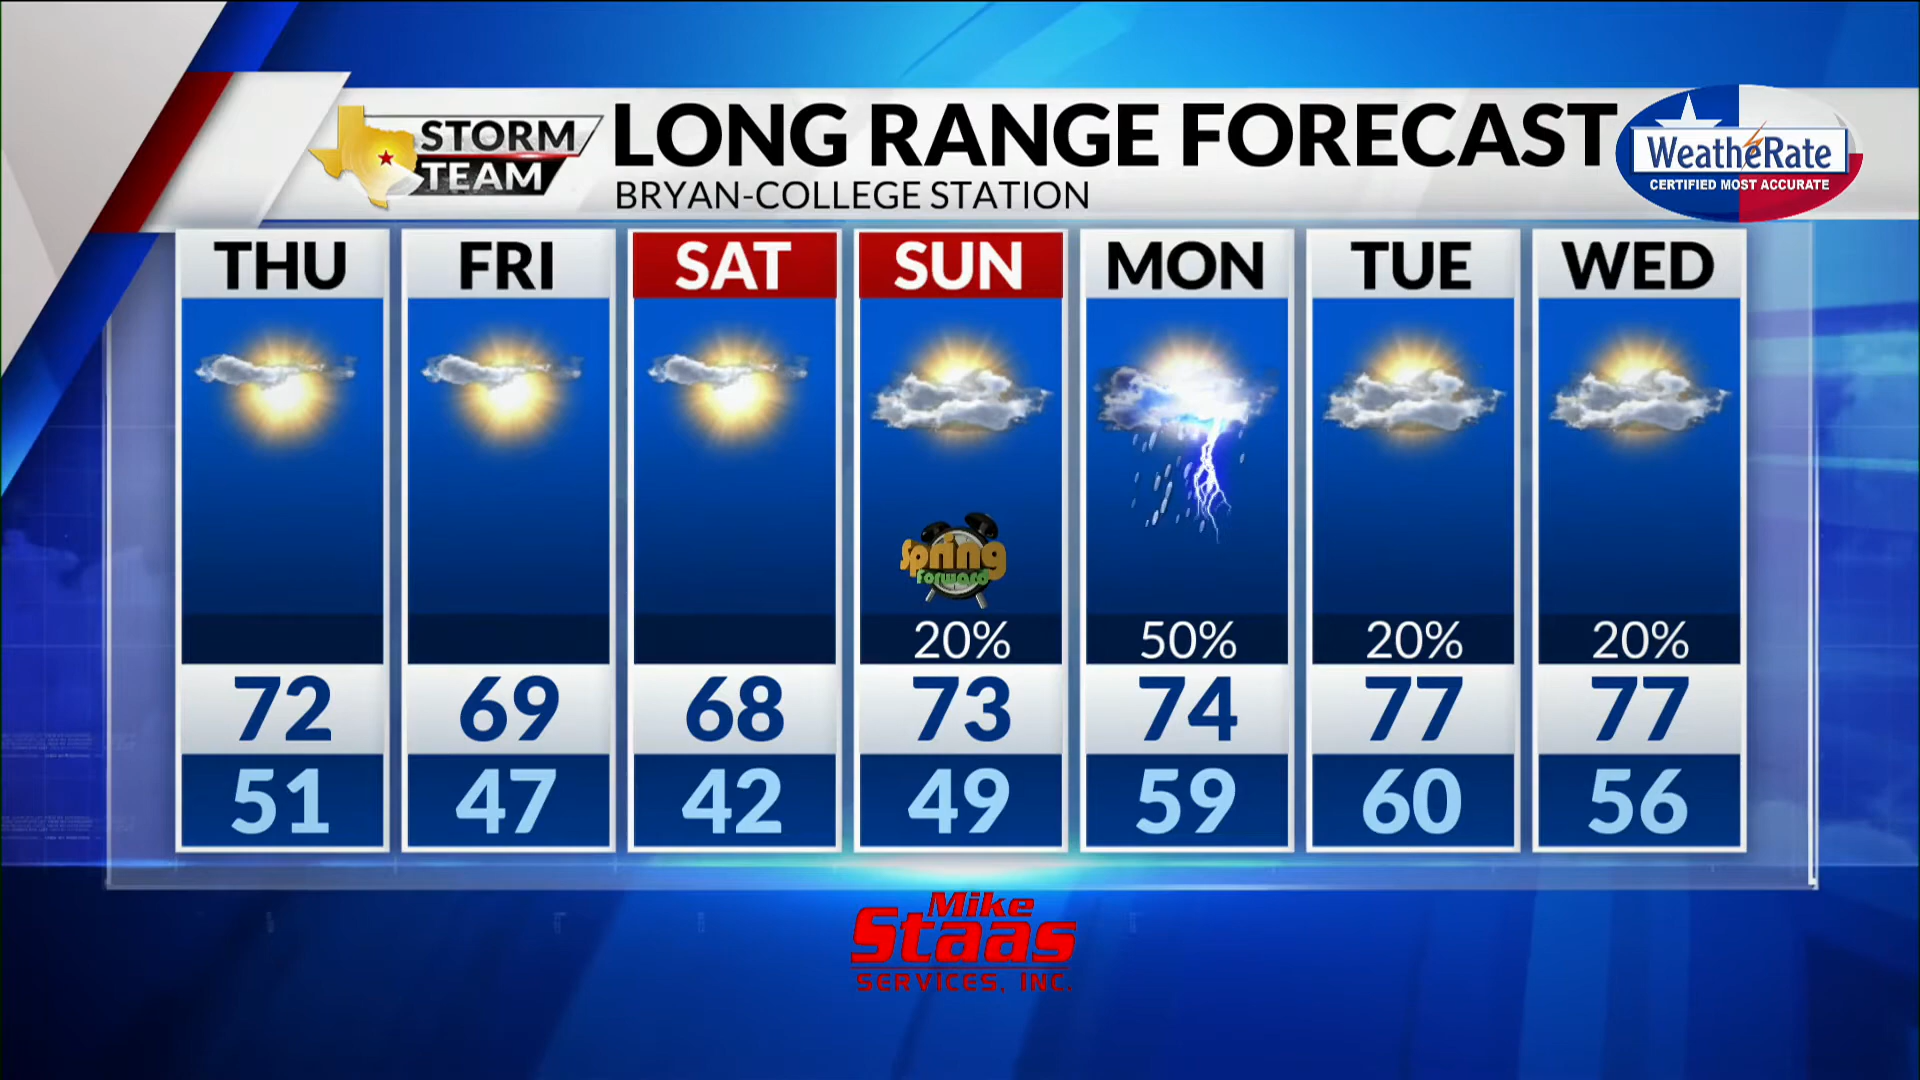 STORM
TEAM
LONG RANGE FORECAST
BRYAN-COLLEGE STATION
WeatheRate
CERTIFIED MOST ACCURATE
THU FRI SAT SUN MON TUE WED
Spring
Forward
20% 50% 20% 20%
72 69 68 73 74 77 77
51 47 42 49 59 60 56
Mike
Staas
SERVICES, INC.